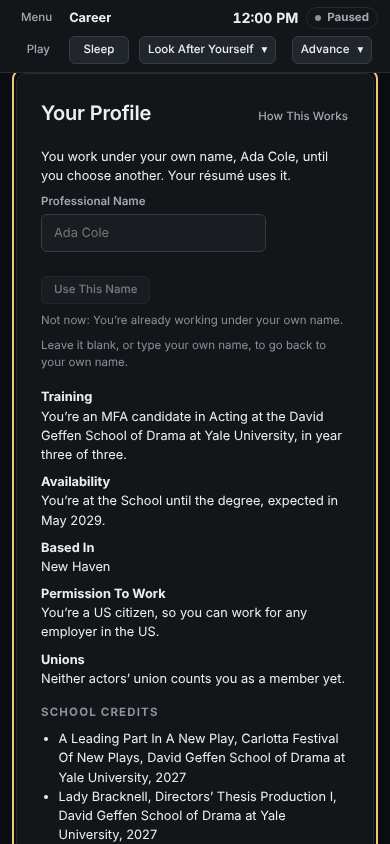 Menu Career 12:00 PM Paused
Play Sleep Look After Yourself ▾ Advance ▾
Your Profile How This Works
You work under your own name, Ada Cole, until
you choose another. Your résumé uses it.
Professional Name
Ada Cole
Use This Name
Not now: You're already working under your own name.
Leave it blank, or type your own name, to go back to
your own name.
Training
You're an MFA candidate in Acting at the David
Geffen School of Drama at Yale University, in year
three of three.
Availability
You're at the School until the degree, expected in
May 2029.
Based In
New Haven
Permission To Work
You're a US citizen, so you can work for any
employer in the US.
Unions
Neither actors' union counts you as a member yet.
SCHOOL CREDITS
• A Leading Part In A New Play, Carlotta Festival
Of New Plays, David Geffen School of Drama at
Yale University, 2027
• Lady Bracknell, Directors' Thesis Production I,
David Geffen School of Drama at Yale
University, 2027